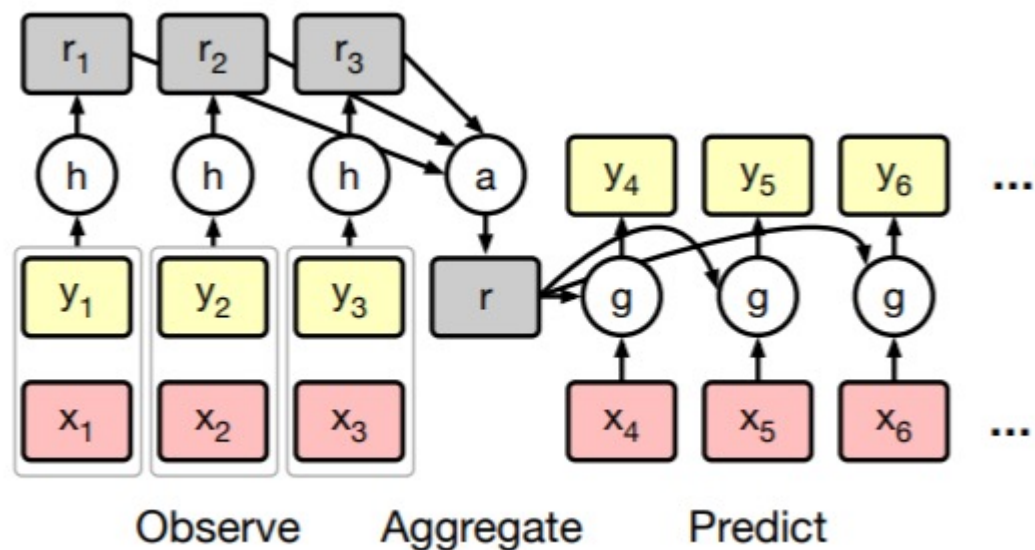 r₁ r₂ r₃
h h h a
y₄ y₅ y₆ ...
y₁ y₂ y₃ r g g g
x₁ x₂ x₃ x₄ x₅ x₆ ...
Observe Aggregate Predict